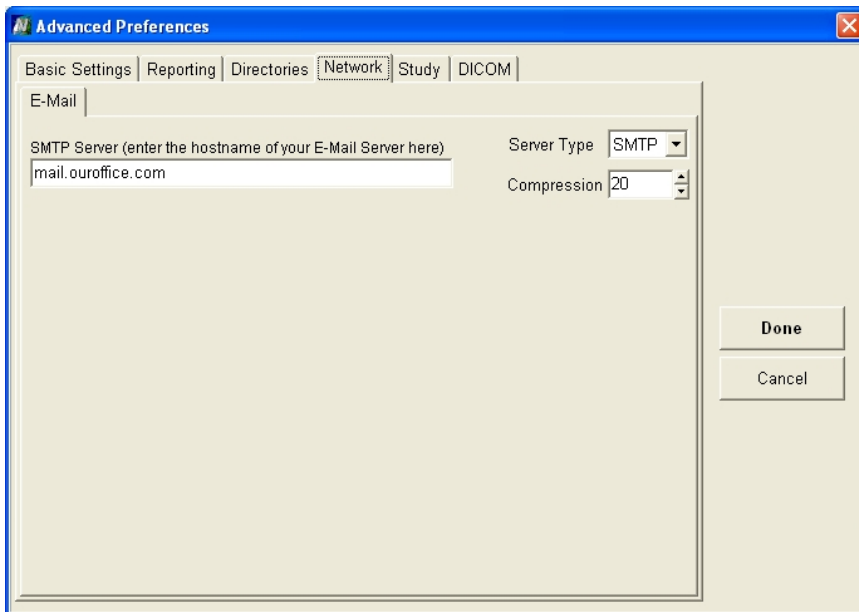 Advanced Preferences
Basic Settings Reporting Directories Network Study DICOM
E-Mail
SMTP Server (enter the hostname of your E-Mail Server here)
mail.ouroffice.com
Server Type SMTP
Compression 20
Done
Cancel